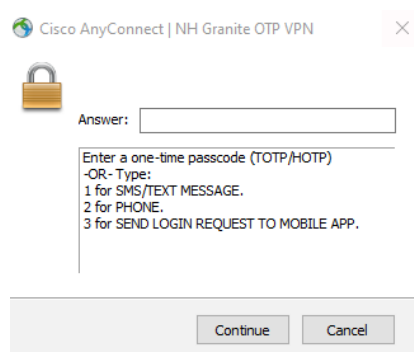 Cisco AnyConnect | NH Granite OTP VPN
Answer:
Enter a one-time passcode (TOTP/HOTP)
-OR- Type:
1 for SMS/TEXT MESSAGE.
2 for PHONE.
3 for SEND LOGIN REQUEST TO MOBILE APP.
Continue Cancel